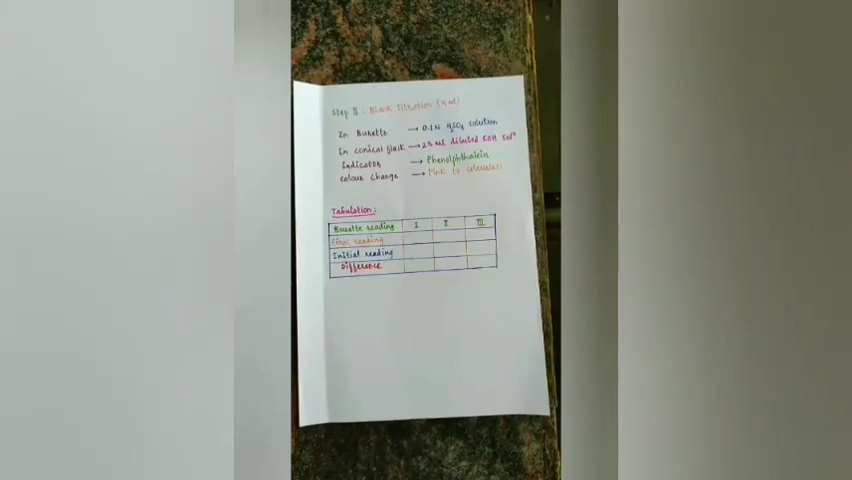 Step II : Blank Titration (x ml)
In Burette → 0.1N H2SO4 solution
In conical flask → 25 ml diluted KOH Solⁿ
Indicator → Phenolphthalein
Colour change → Pink to colourless
Tabulation:
Burette reading I II III
Final reading
Initial reading
Difference